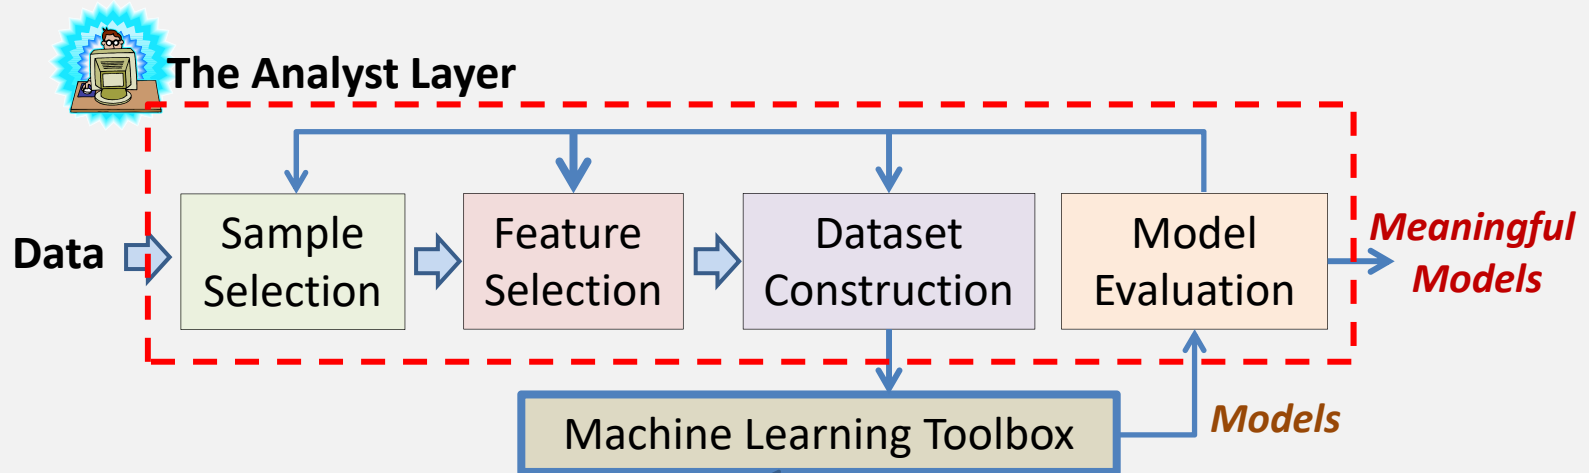 The Analyst Layer
Data
Sample
Selection
Feature
Selection
Dataset
Construction
Model
Evaluation
Meaningful
Models
Machine Learning Toolbox
Models